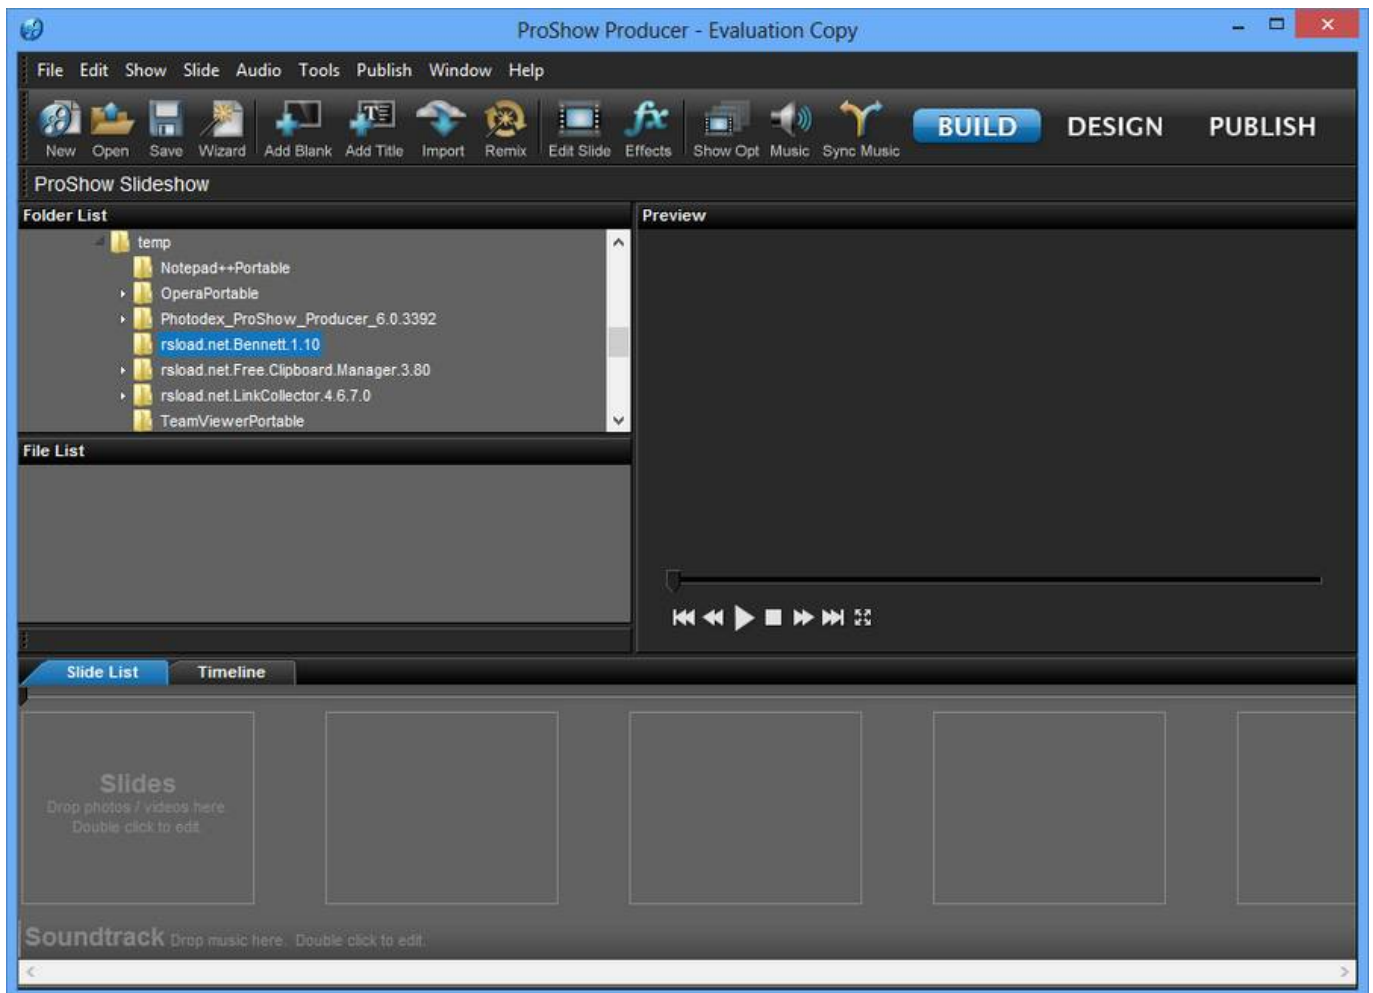 ProShow Producer - Evaluation Copy
File Edit Show Slide Audio Tools Publish Window Help
New Open Save Wizard Add Blank Add Title Import Remix Edit Slide Effects Show Opt Music Sync Music BUILD DESIGN PUBLISH
ProShow Slideshow
Folder List
temp
Notepad++Portable
OperaPortable
Photodex_ProShow_Producer_6.0.3392
rsload.net.Bennett.1.10
rsload.net.Free.Clipboard.Manager.3.80
rsload.net.LinkCollector.4.6.7.0
TeamViewerPortable
File List
Preview
Slide List Timeline
Slides
Drop photos / videos here.
Double click to edit.
Soundtrack Drop music here. Double click to edit.